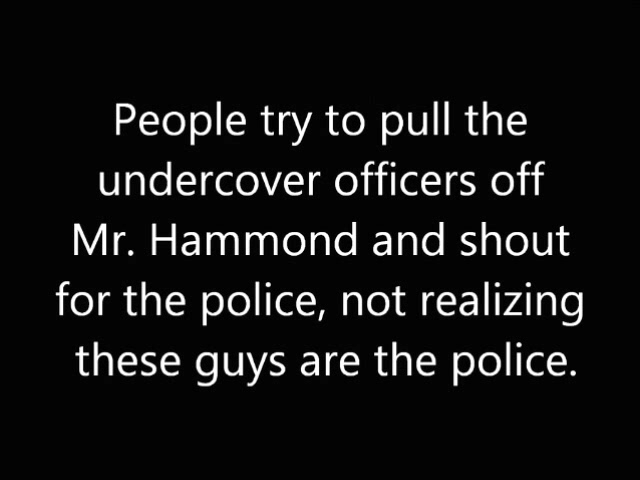 People try to pull the
undercover officers off
Mr. Hammond and shout
for the police, not realizing
these guys are the police.